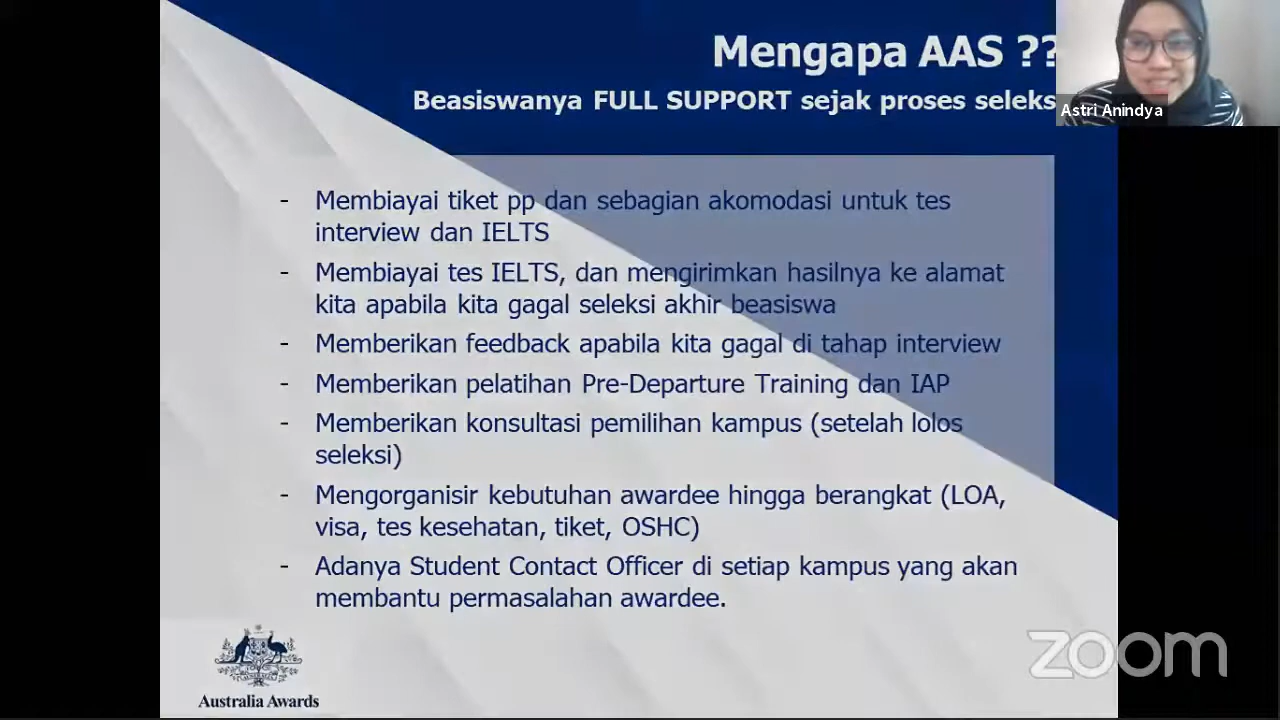 Mengapa AAS ??
Beasiswanya FULL SUPPORT sejak proses seleks
Astri Anindya
- Membiayai tiket pp dan sebagian akomodasi untuk tes
interview dan IELTS
- Membiayai tes IELTS, dan mengirimkan hasilnya ke alamat
kita apabila kita gagal seleksi akhir beasiswa
- Memberikan feedback apabila kita gagal di tahap interview
- Memberikan pelatihan Pre-Departure Training dan IAP
- Memberikan konsultasi pemilihan kampus (setelah lolos
seleksi)
- Mengorganisir kebutuhan awardee hingga berangkat (LOA,
visa, tes kesehatan, tiket, OSHC)
- Adanya Student Contact Officer di setiap kampus yang akan
membantu permasalahan awardee.
Australia Awards
zoom